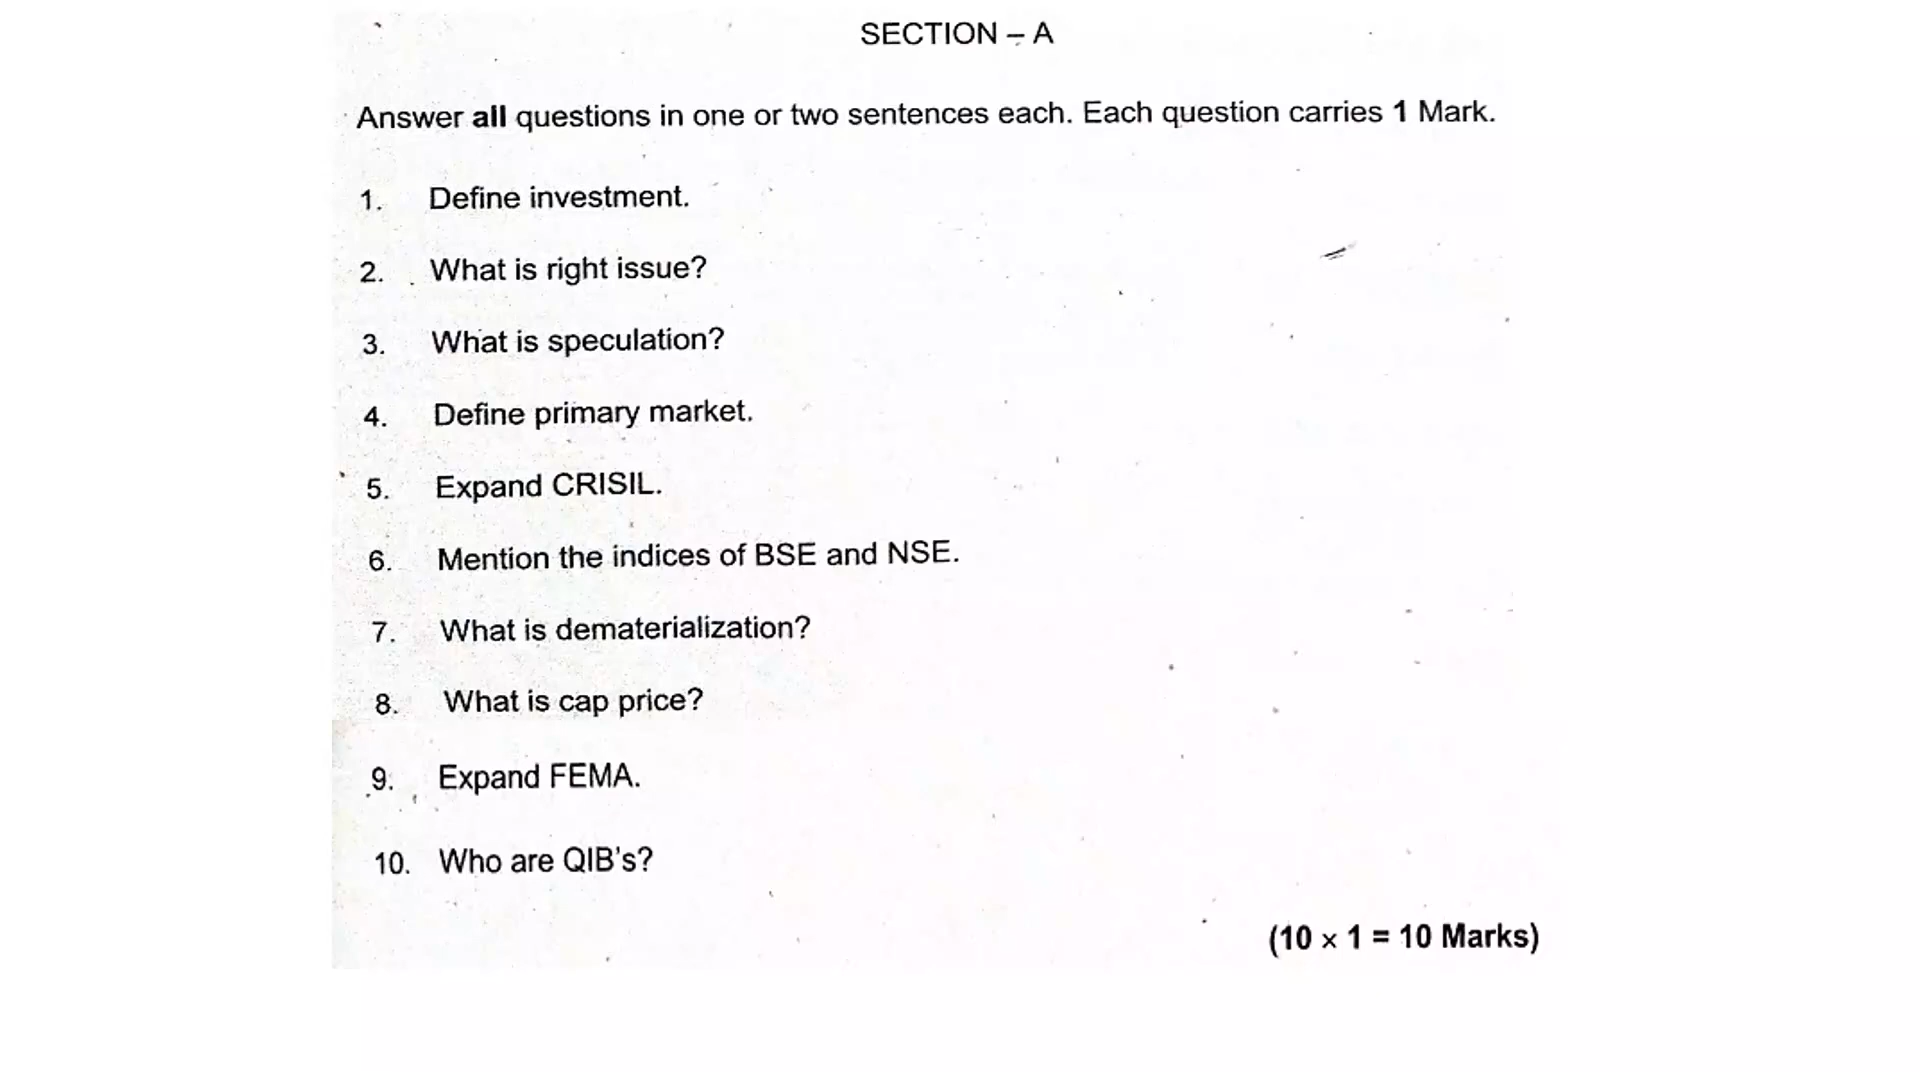 SECTION – A
Answer all questions in one or two sentences each. Each question carries 1 Mark.
1. Define investment.
2. What is right issue?
3. What is speculation?
4. Define primary market.
5. Expand CRISIL.
6. Mention the indices of BSE and NSE.
7. What is dematerialization?
8. What is cap price?
9. Expand FEMA.
10. Who are QIB's?
(10 × 1 = 10 Marks)